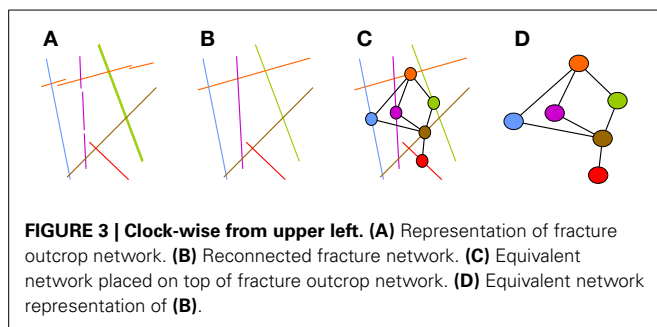 A B C D
FIGURE 3 | Clock-wise from upper left. (A) Representation of fracture
outcrop network. (B) Reconnected fracture network. (C) Equivalent
network placed on top of fracture outcrop network. (D) Equivalent network
representation of (B).